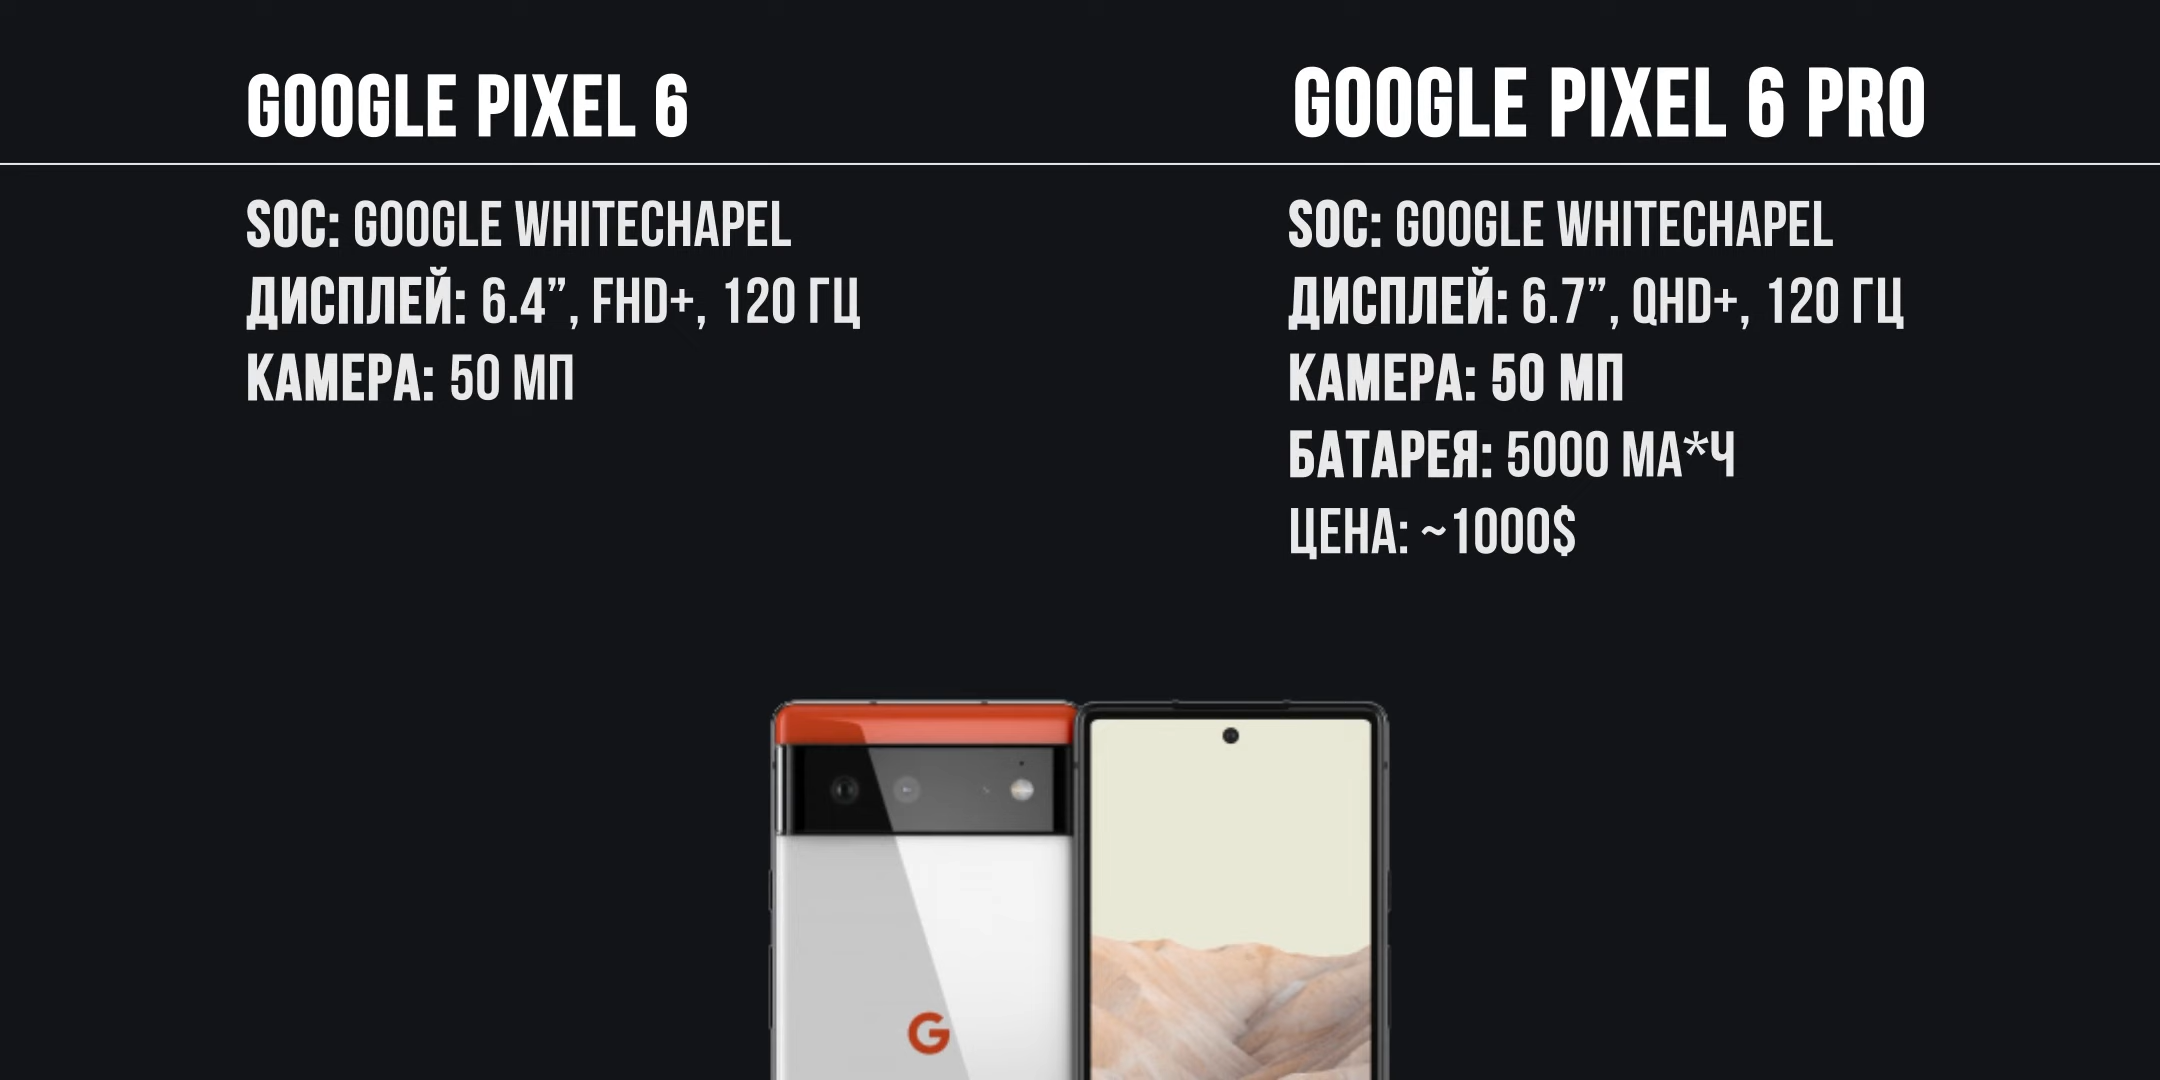 GOOGLE PIXEL 6
SOC: GOOGLE WHITECHAPEL
ДИСПЛЕЙ: 6.4”, FHD+, 120 ГЦ
КАМЕРА: 50 МП
GOOGLE PIXEL 6 PRO
SOC: GOOGLE WHITECHAPEL
ДИСПЛЕЙ: 6.7”, QHD+, 120 ГЦ
КАМЕРА: 50 МП
БАТАРЕЯ: 5000 МА*Ч
ЦЕНА: ~1000$
G